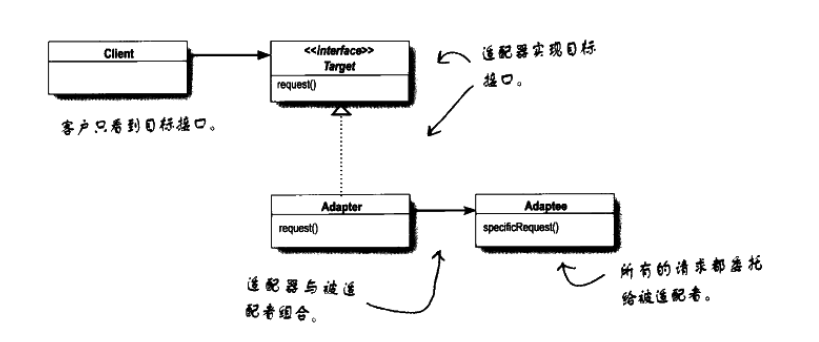 Client
<<interface>>
Target
request()
适配器实现目标
接口。
客户只看到目标接口。
Adapter
request()
Adaptee
specificRequest()
适配器与被适
配者组合。
所有的请求都委托
给被适配者。